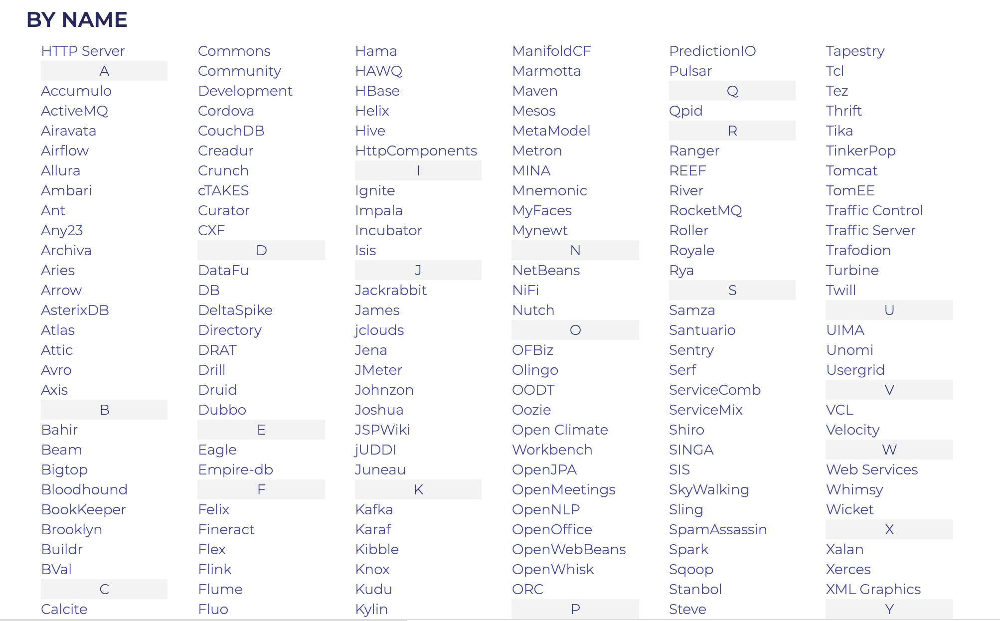 BY NAME
HTTP Server
A
Accumulo
ActiveMQ
Airavata
Airflow
Allura
Ambari
Ant
Any23
Archiva
Aries
Arrow
AsterixDB
Atlas
Attic
Avro
Axis
B
Bahir
Beam
Bigtop
Bloodhound
BookKeeper
Brooklyn
Buildr
BVal
C
Calcite
Commons
Community
Development
Cordova
CouchDB
Creadur
Crunch
cTAKES
Curator
CXF
D
DataFu
DB
DeltaSpike
Directory
DRAT
Drill
Druid
Dubbo
E
Eagle
Empire-db
F
Felix
Fineract
Flex
Flink
Flume
Fluo
Hama
HAWQ
HBase
Helix
Hive
HttpComponents
I
Ignite
Impala
Incubator
Isis
J
Jackrabbit
James
jclouds
Jena
JMeter
Johnzon
Joshua
JSPWiki
jUDDI
Juneau
K
Kafka
Karaf
Kibble
Knox
Kudu
Kylin
ManifoldCF
Marmotta
Maven
Mesos
MetaModel
Metron
MINA
Mnemonic
MyFaces
Mynewt
N
NetBeans
NiFi
Nutch
O
OFBiz
Olingo
OODT
Oozie
Open Climate
Workbench
OpenJPA
OpenMeetings
OpenNLP
OpenOffice
OpenWebBeans
OpenWhisk
ORC
P
PredictionIO
Pulsar
Q
Qpid
R
Ranger
REEF
River
RocketMQ
Roller
Royale
Rya
S
Samza
Santuario
Sentry
Serf
ServiceComb
ServiceMix
Shiro
SINGA
SIS
SkyWalking
Sling
SpamAssassin
Spark
Sqoop
Stanbol
Steve
Tapestry
Tcl
Tez
Thrift
Tika
TinkerPop
Tomcat
TomEE
Traffic Control
Traffic Server
Trafodion
Turbine
Twill
U
UIMA
Unomi
Usergrid
V
VCL
Velocity
W
Web Services
Whimsy
Wicket
X
Xalan
Xerces
XML Graphics
Y